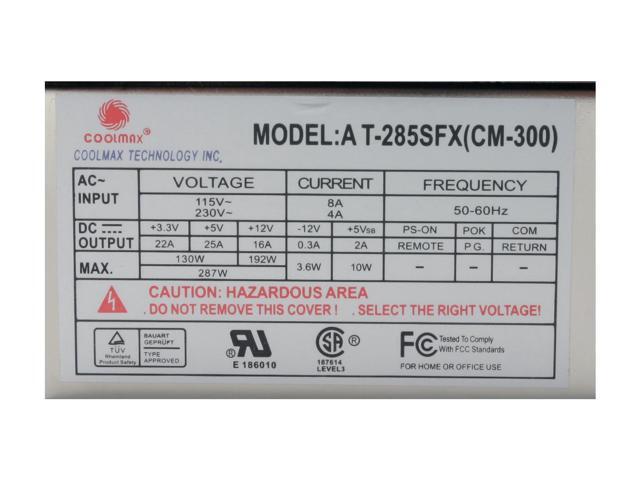 COOLMAX®
COOLMAX TECHNOLOGY INC.
MODEL:A T-285SFX(CM-300)
AC~ INPUT
VOLTAGE CURRENT FREQUENCY
115V~ 8A
230V~ 4A
50-60Hz
DC OUTPUT
+3.3V +5V +12V -12V +5VSB PS-ON POK COM
22A 25A 16A 0.3A 2A REMOTE P.G. RETURN
MAX.
130W 192W
287W
3.6W 10W – – –
CAUTION: HAZARDOUS AREA
. DO NOT REMOVE THIS COVER ! . SELECT THE RIGHT VOLTAGE!
TÜV
Rheinland
Product Safety
BAUART
GEPRÜFT
TYPE
APPROVED
®
E 186010
SA ®
187614
LEVEL3
FC Tested To Comply
With FCC Standards
FOR HOME OR OFFICE USE